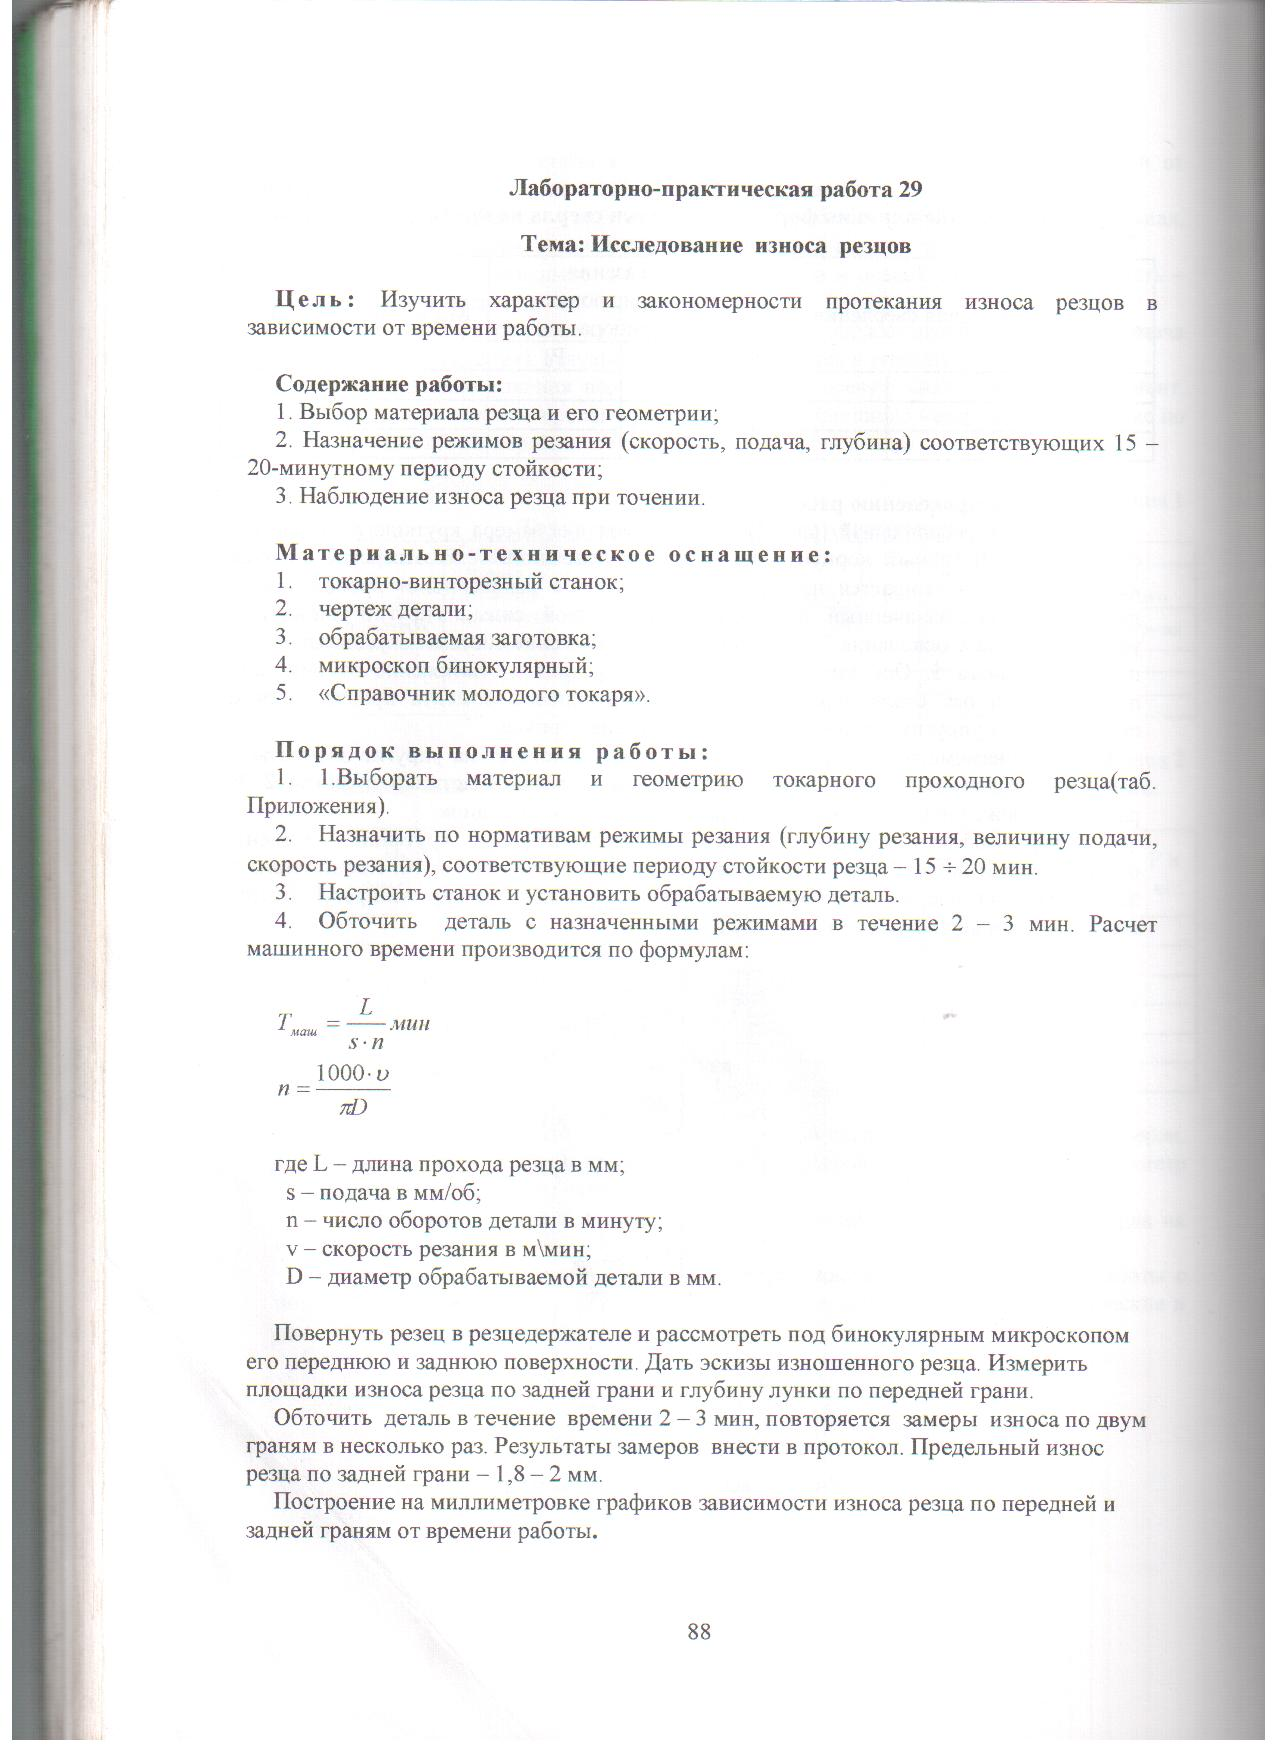 Лабораторно-практическая работа 29
Тема: Исследование износа резцов
Цель: Изучить характер и закономерности протекания износа резцов в
зависимости от времени работы.
Содержание работы:
1. Выбор материала резца и его геометрии;
2. Назначение режимов резания (скорость, подача, глубина) соответствующих 15 –
20-минутному периоду стойкости;
3. Наблюдение износа резца при точении.
Материально-техническое оснащение:
1. токарно-винторезный станок;
2. чертеж детали;
3. обрабатываемая заготовка;
4. микроскоп бинокулярный;
5. «Справочник молодого токаря».
Порядок выполнения работы:
1. 1.Выборать материал и геометрию токарного проходного резца(таб.
Приложения).
2. Назначить по нормативам режимы резания (глубину резания, величину подачи,
скорость резания), соответствующие периоду стойкости резца – 15 ÷ 20 мин.
3. Настроить станок и установить обрабатываемую деталь.
4. Обточить деталь с назначенными режимами в течение 2 – 3 мин. Расчет
машинного времени производится по формулам:
T маш = L / s · n мин
n = 1000 · υ / πD
где L – длина прохода резца в мм;
s – подача в мм/об;
n – число оборотов детали в минуту;
v – скорость резания в м\мин;
D – диаметр обрабатываемой детали в мм.
Повернуть резец в резцедержателе и рассмотреть под бинокулярным микроскопом
его переднюю и заднюю поверхности. Дать эскизы изношенного резца. Измерить
площадки износа резца по задней грани и глубину лунки по передней грани.
Обточить деталь в течение времени 2 – 3 мин, повторяется замеры износа по двум
граням в несколько раз. Результаты замеров внести в протокол. Предельный износ
резца по задней грани – 1,8 – 2 мм.
Построение на миллиметровке графиков зависимости износа резца по передней и
задней граням от времени работы.
88